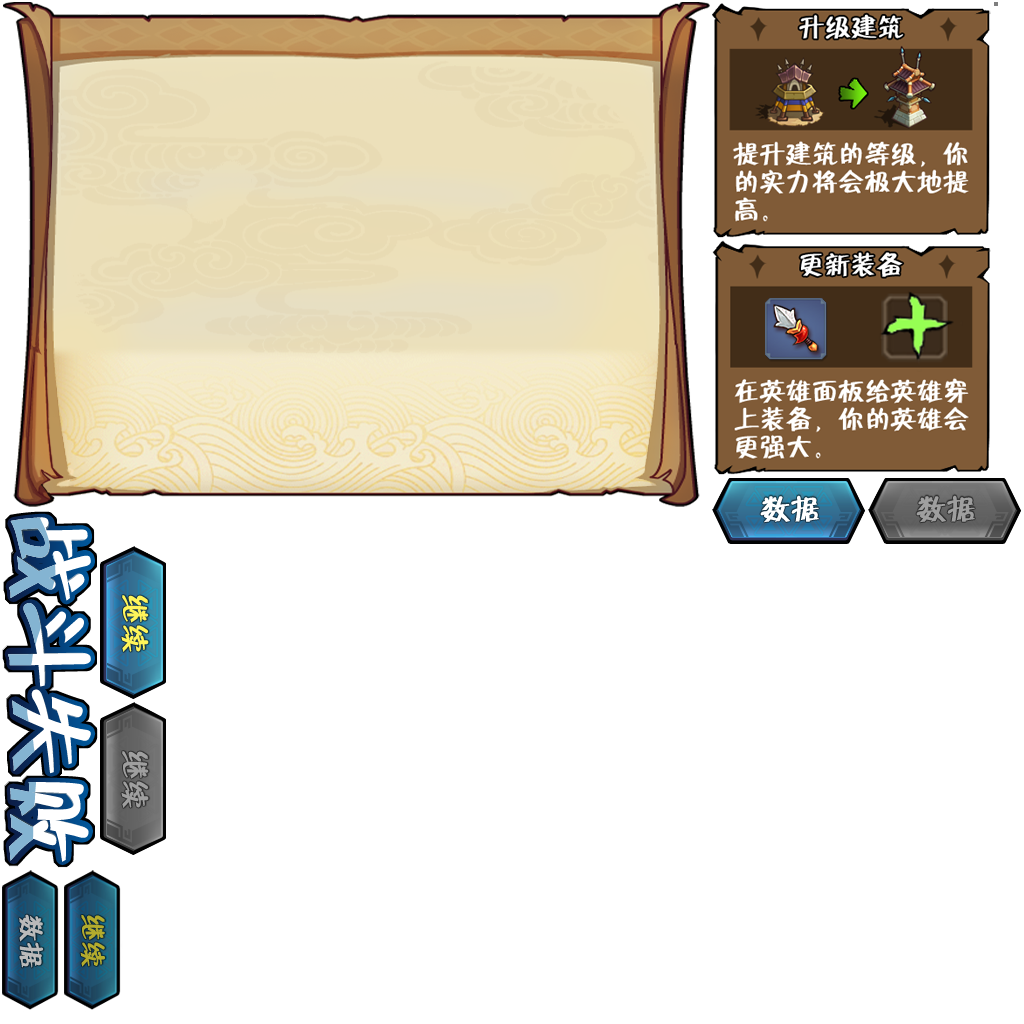 升级建筑
提升建筑的等级，你
的实力将会极大地提
高。
更新装备
在英雄面板给英雄穿
上装备，你的英雄会
更强大。
数据
数据
战斗失败
继续
继续
数据
继续